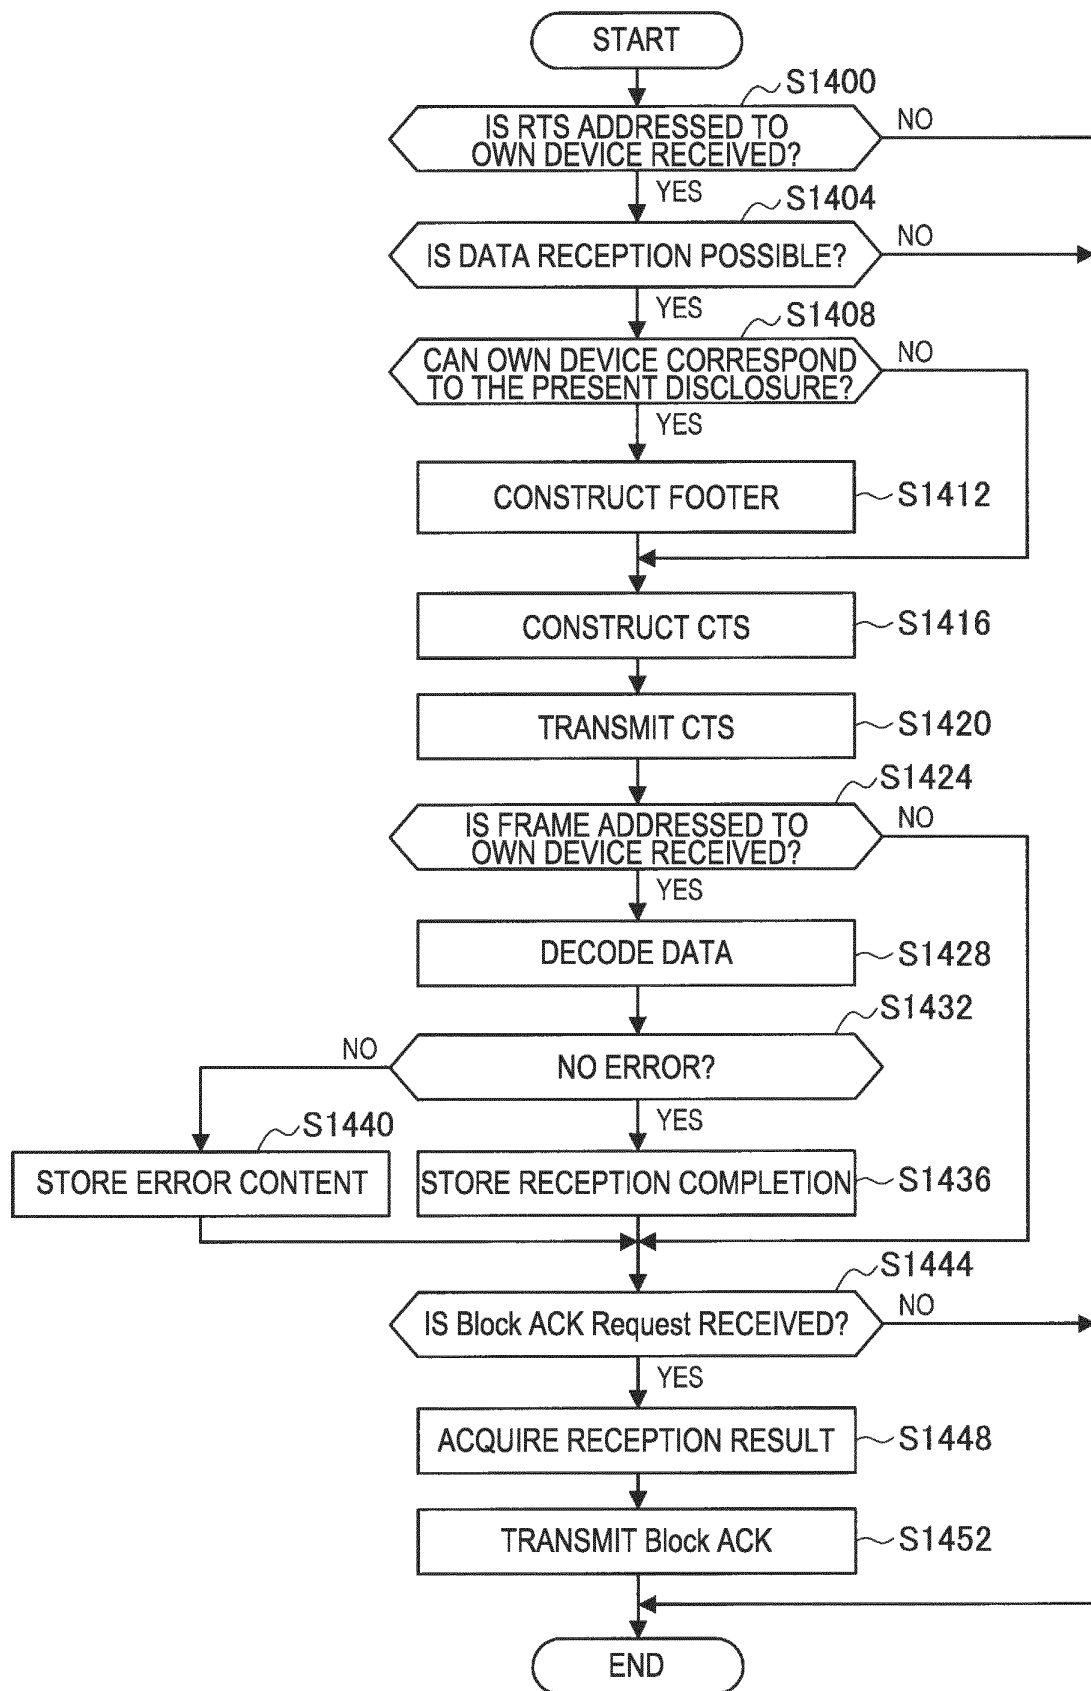 START
S1400
IS RTS ADDRESSED TO
OWN DEVICE RECEIVED?
NO
YES
S1404
IS DATA RECEPTION POSSIBLE?
NO
YES
S1408
CAN OWN DEVICE CORRESPOND
TO THE PRESENT DISCLOSURE?
NO
YES
CONSTRUCT FOOTER
S1412
CONSTRUCT CTS
S1416
TRANSMIT CTS
S1420
S1424
IS FRAME ADDRESSED TO
OWN DEVICE RECEIVED?
NO
YES
DECODE DATA
S1428
S1432
NO ERROR?
NO
YES
S1440
STORE ERROR CONTENT
STORE RECEPTION COMPLETION
S1436
S1444
IS Block ACK Request RECEIVED?
NO
YES
ACQUIRE RECEPTION RESULT
S1448
TRANSMIT Block ACK
S1452
END